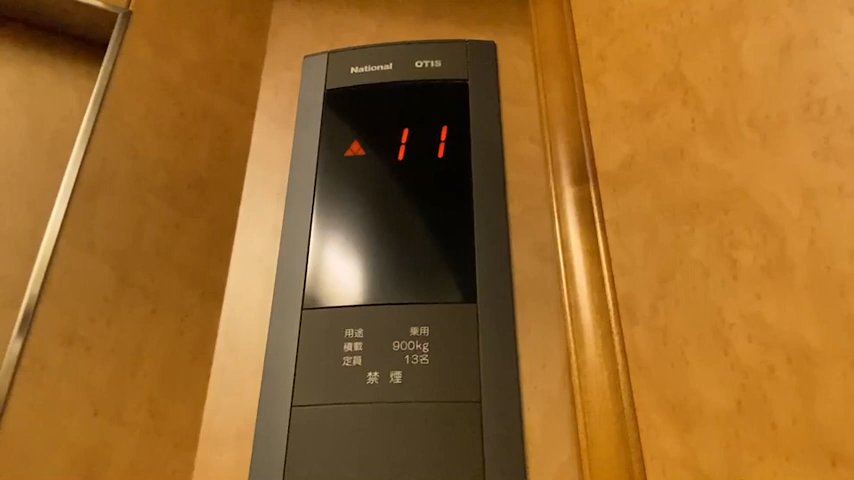 National OTIS
11
用途 乗用
積載 900kg
定員 13名
禁煙